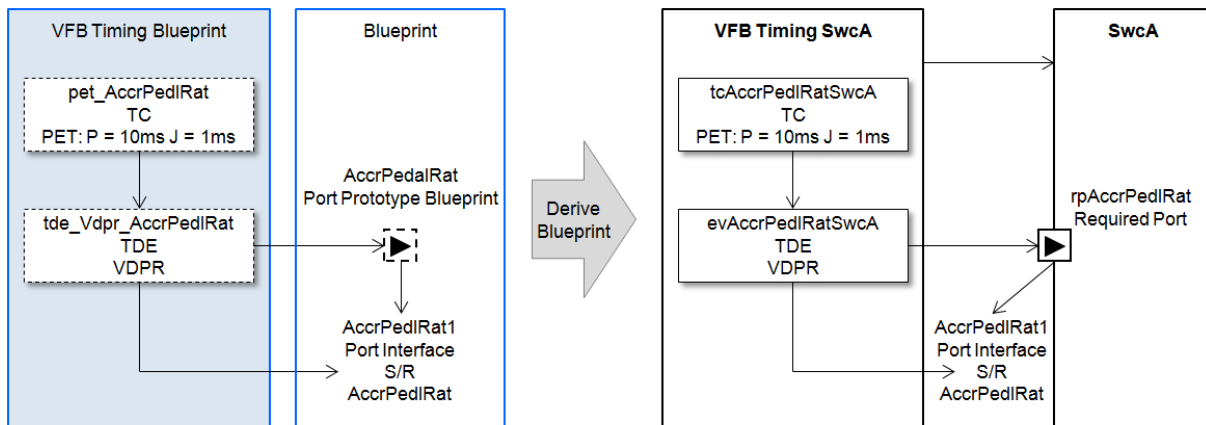 VFB Timing Blueprint
pet_AccrPedlRat
TC
PET: P = 10ms J = 1ms
tde_Vdpr_AccrPedlRat
TDE
VDPR
Blueprint
AccrPedalRat
Port Prototype Blueprint
AccrPedlRat1
Port Interface
S/R
AccrPedlRat
Derive
Blueprint
VFB Timing SwcA
tcAccrPedlRatSwcA
TC
PET: P = 10ms J = 1ms
evAccrPedlRatSwcA
TDE
VDPR
SwcA
rpAccrPedlRat
Required Port
AccrPedlRat1
Port Interface
S/R
AccrPedlRat